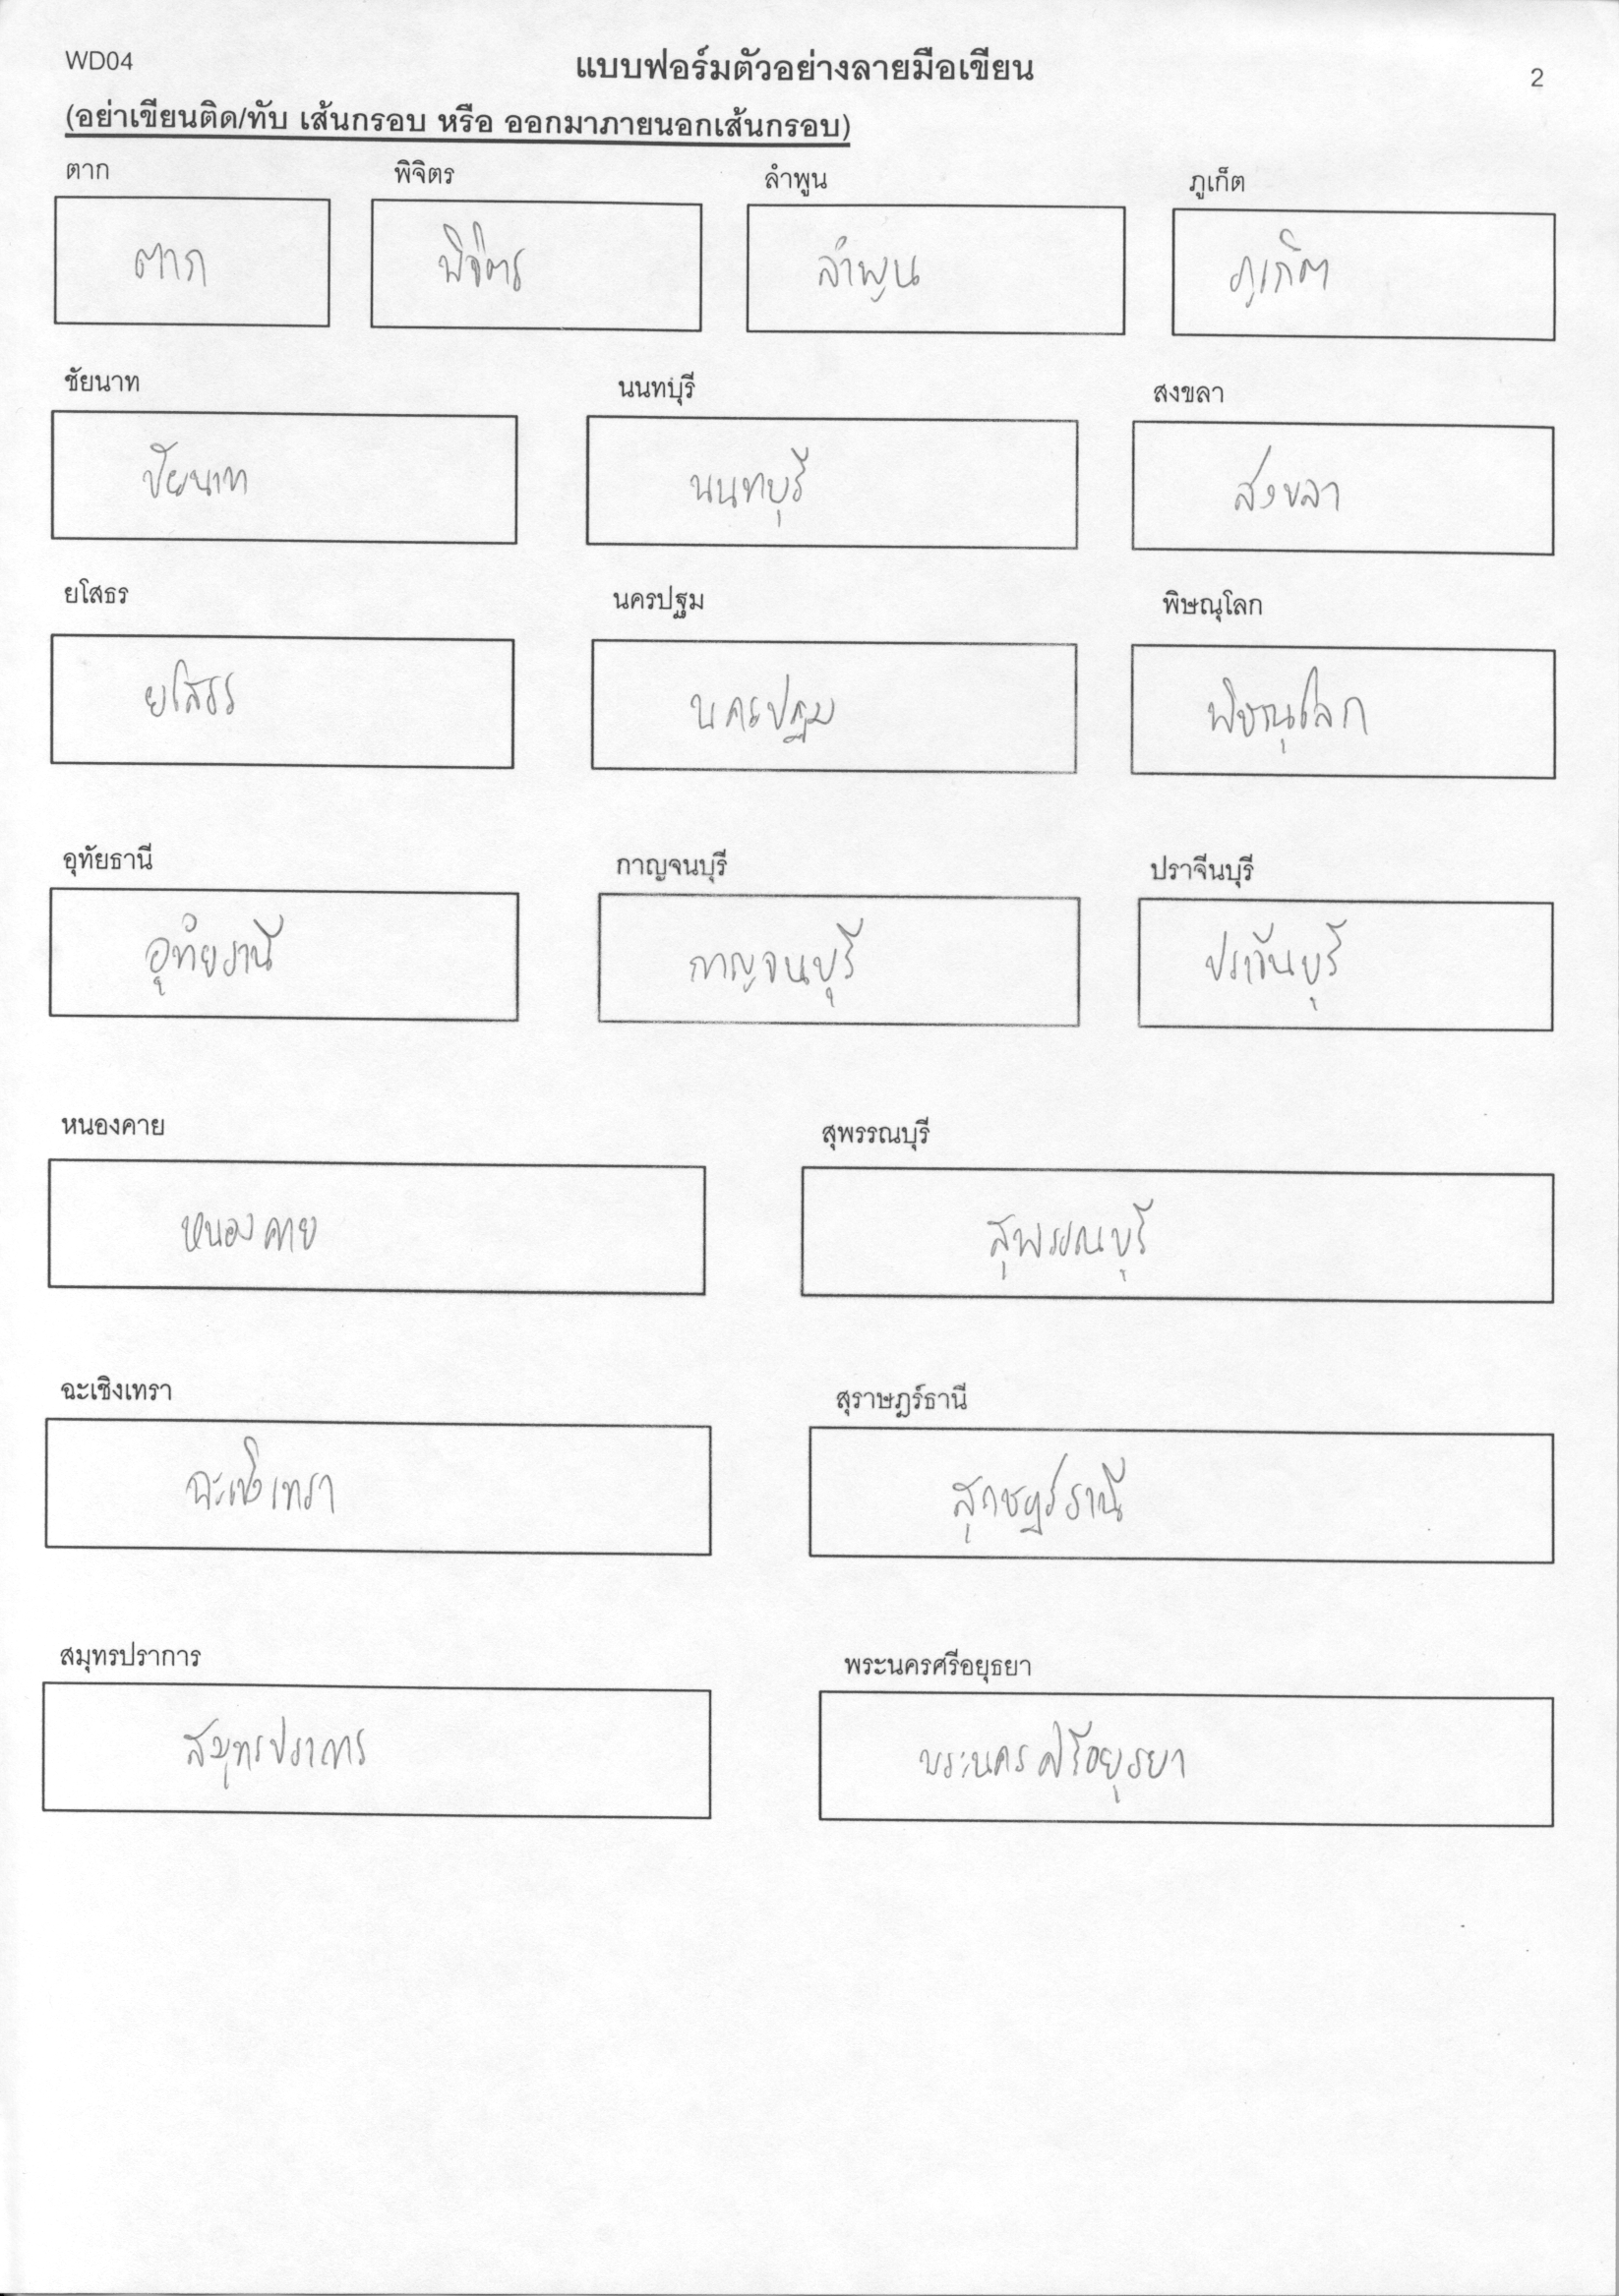 WD04 แบบฟอร์มตัวอย่างลายมือเขียน 2
(อย่าเขียนติด/ทับ เส้นกรอบ หรือ ออกมาภายนอกเส้นกรอบ)
ตาก พิจิตร ลำพูน ภูเก็ต
ตาก พิจิตร ลำพูน ภูเก็ต
ชัยนาท นนทบุรี สงขลา
ชัยนาท นนทบุรี สงขลา
ยโสธร นครปฐม พิษณุโลก
ยโสธร นครปฐม พิษณุโลก
อุทัยธานี กาญจนบุรี ปราจีนบุรี
อุทัยธานี กาญจนบุรี ปราจีนบุรี
หนองคาย สุพรรณบุรี
หนองคาย สุพรรณบุรี
ฉะเชิงเทรา สุราษฎร์ธานี
ฉะเชิงเทรา สุราษฎร์ธานี
สมุทรปราการ พระนครศรีอยุธยา
สมุทรปราการ พระนครศรีอยุธยา